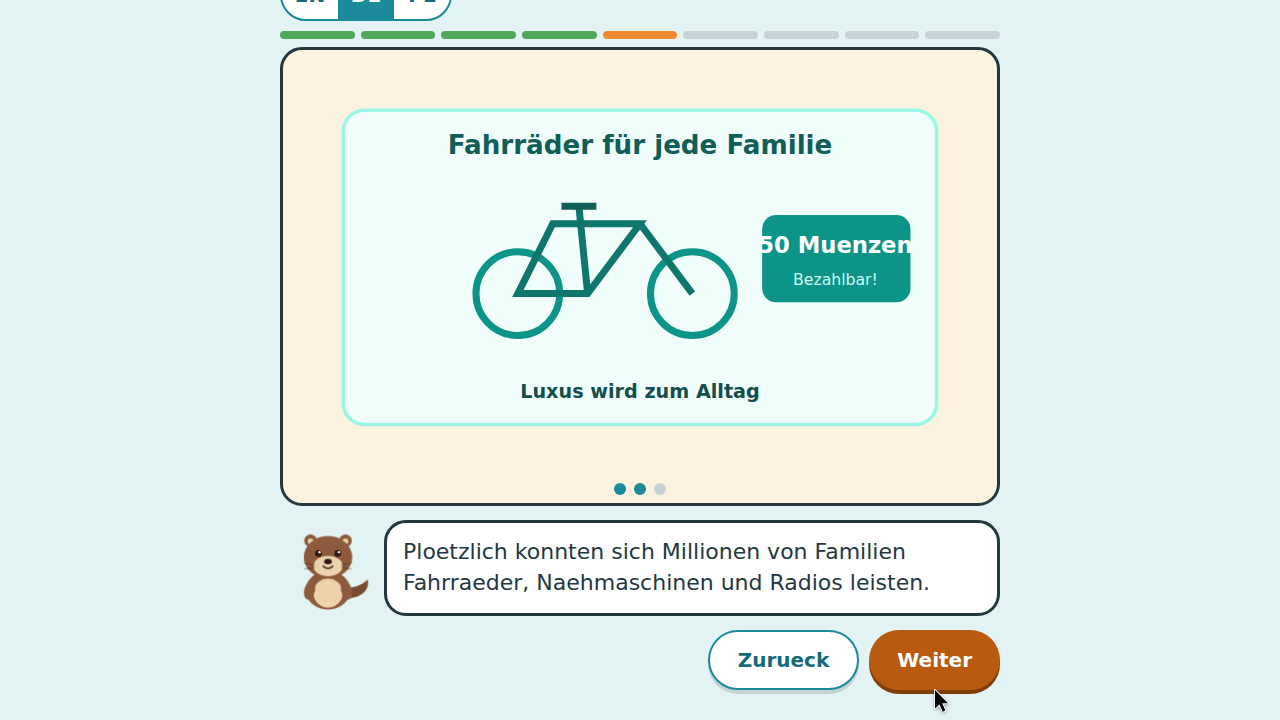 Fahrräder für jede Familie
50 Muenzen
Bezahlbar!
Luxus wird zum Alltag
Ploetzlich konnten sich Millionen von Familien
Fahrraeder, Naehmaschinen und Radios leisten.
Zurueck
Weiter